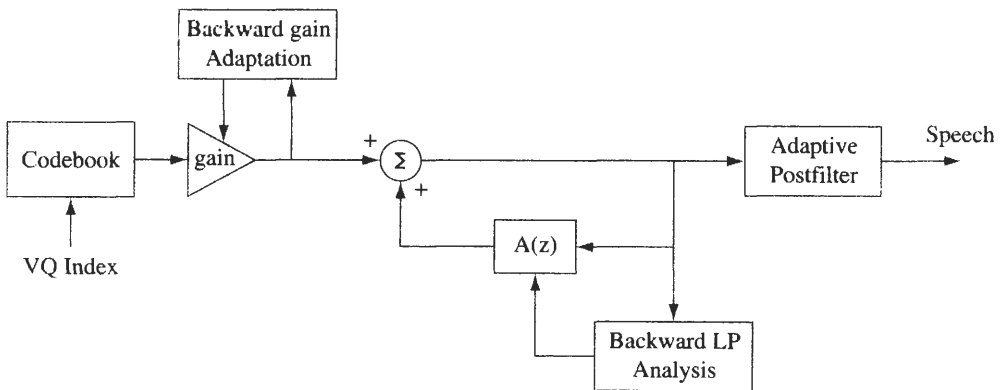 Backward gain
Adaptation
Codebook
gain
+
Σ
+
Adaptive
Postfilter
Speech
A(z)
VQ Index
Backward LP
Analysis